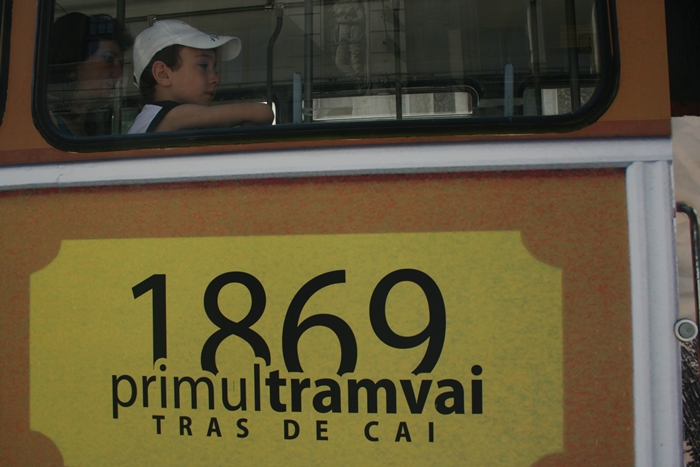 1869
primultramvai
TRAS DE CAI